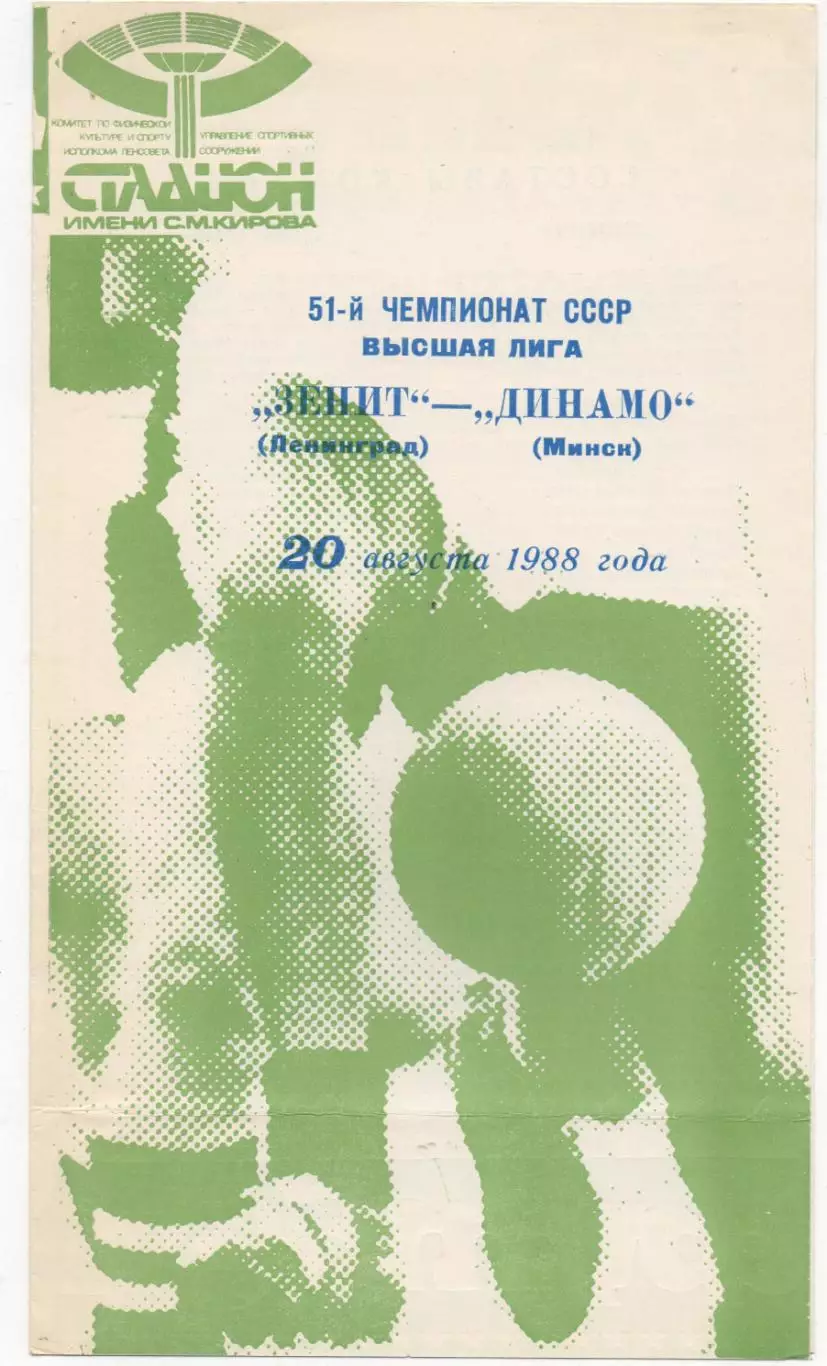 КОМИТЕТ ПО ФИЗИЧЕСКОЙ
КУЛЬТУРЕ И СПОРТУ
ИСПОЛКОМА ЛЕНСОВЕТА
УПРАВЛЕНИЕ СПОРТИВНЫХ
СООРУЖЕНИЙ
СТАДИОН
ИМЕНИ С.М.КИРОВА
51-й ЧЕМПИОНАТ СССР
ВЫСШАЯ ЛИГА
„ЗЕНИТ“—„ДИНАМО“
(Ленинград) (Минск)
20 августа 1988 года